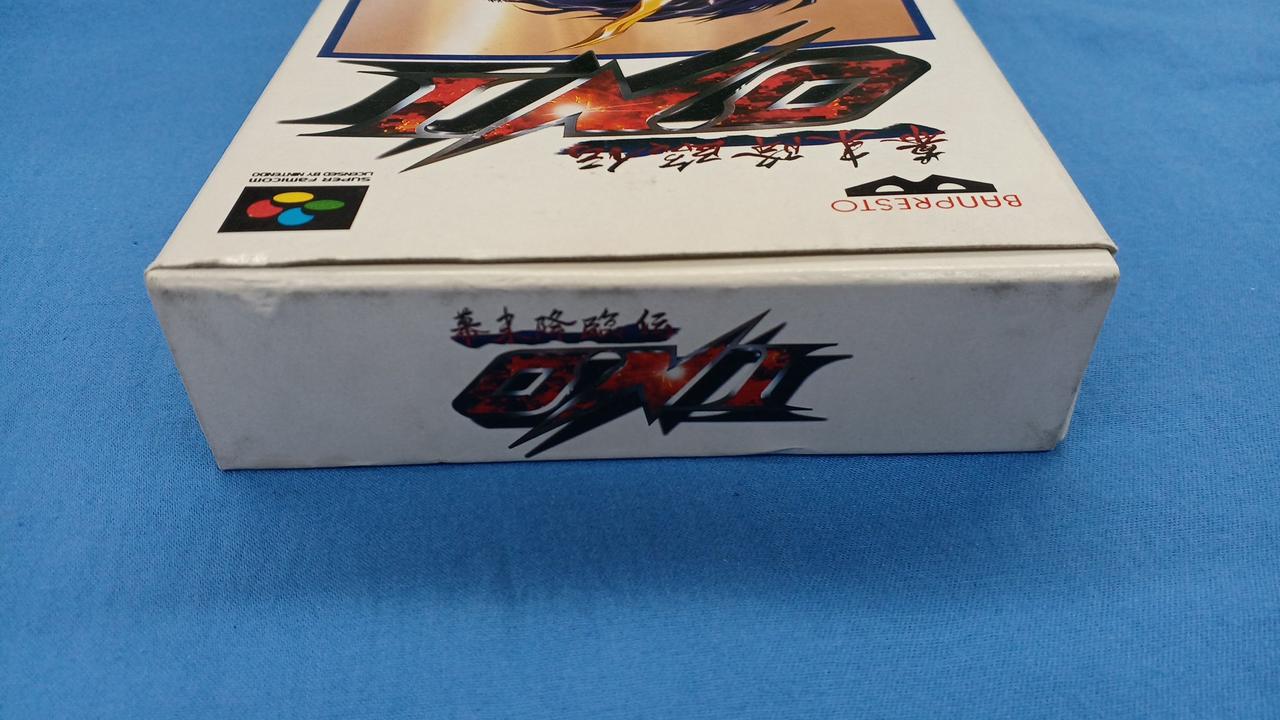 幕末降臨伝
ONI
BANPRESTO
幕末降臨伝
ONI
SUPER FAMICOM
LICENSED BY NINTENDO